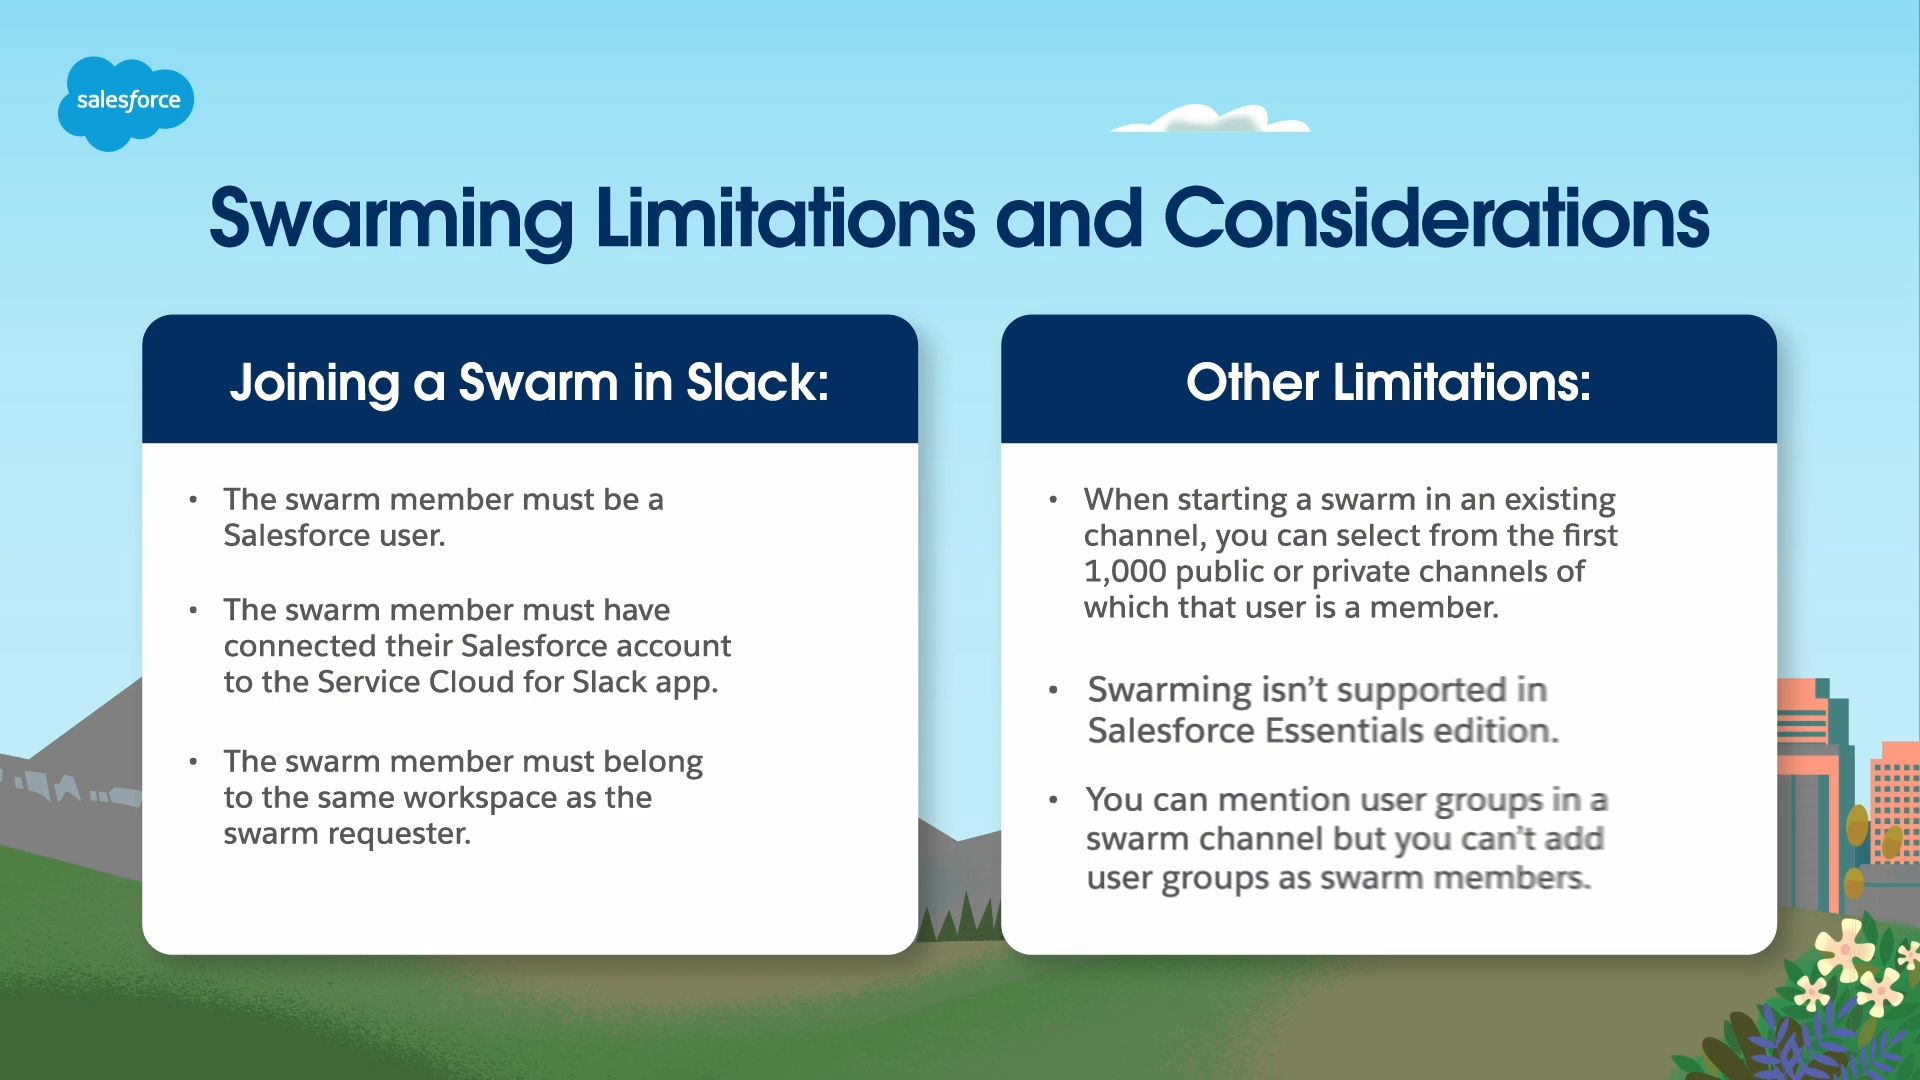 salesforce
Swarming Limitations and Considerations
Joining a Swarm in Slack:
• The swarm member must be a
Salesforce user.
• The swarm member must have
connected their Salesforce account
to the Service Cloud for Slack app.
• The swarm member must belong
to the same workspace as the
swarm requester.
Other Limitations:
• When starting a swarm in an existing
channel, you can select from the first
1,000 public or private channels of
which that user is a member.
• Swarming isn’t supported in
Salesforce Essentials edition.
• You can mention user groups in a
swarm channel but you can’t add
user groups as swarm members.